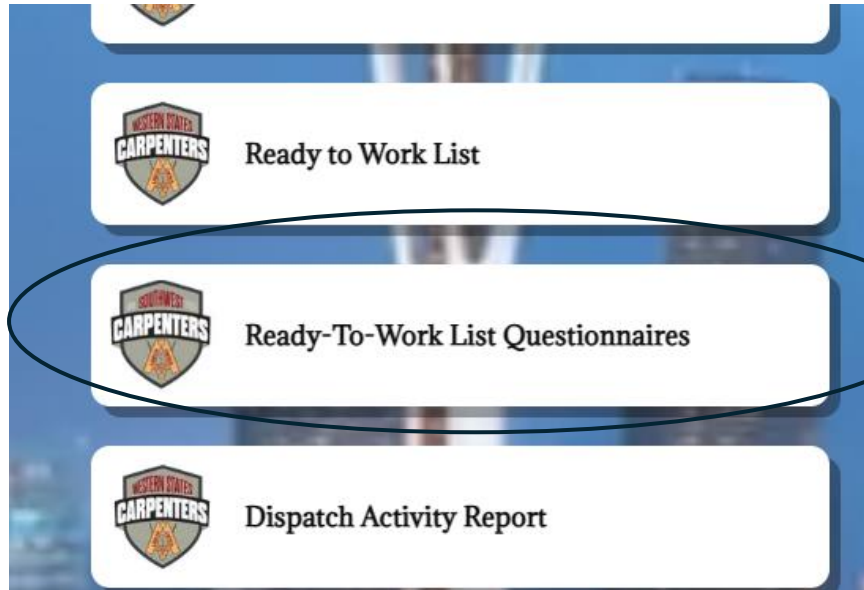 WESTERN STATES
CARPENTERS
Ready to Work List
SOUTHWEST
CARPENTERS
Ready-To-Work List Questionnaires
WESTERN STATES
CARPENTERS
Dispatch Activity Report